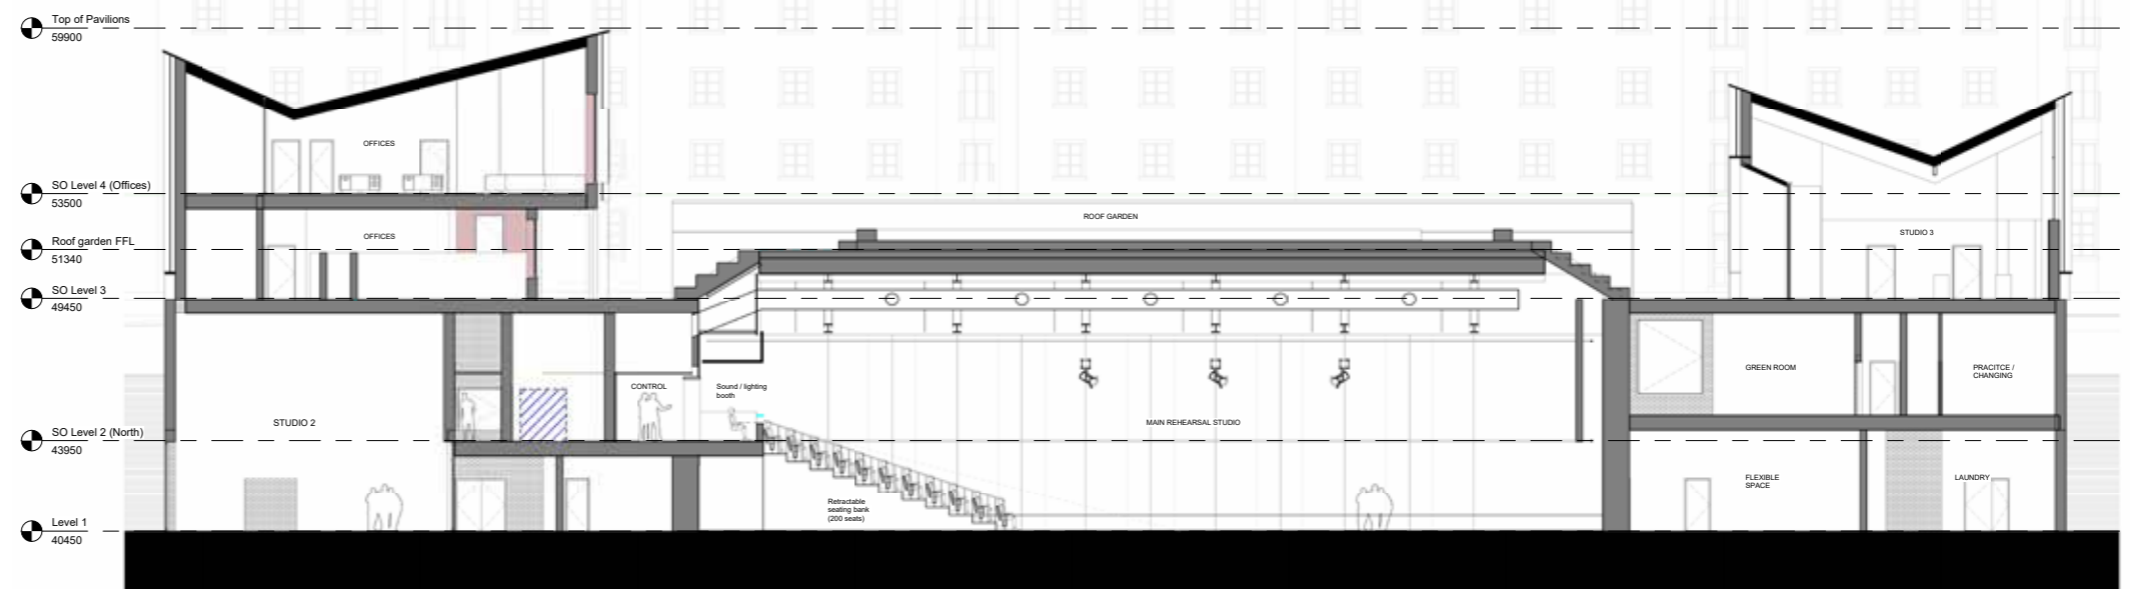 Top of Pavilions
59900
OFFICES
SO Level 4 (Offices)
53500
ROOF GARDEN
OFFICES
STUDIO 3
Roof garden FFL
51340
SO Level 3
49450
GREEN ROOM
PRACITCE /
CHANGING
CONTROL
Sound / lighting
booth
STUDIO 2
MAIN REHEARSAL STUDIO
SO Level 2 (North)
43950
FLEXIBLE
SPACE
LAUNDRY
Retractable
seating bank
(200 seats)
Level 1
40450